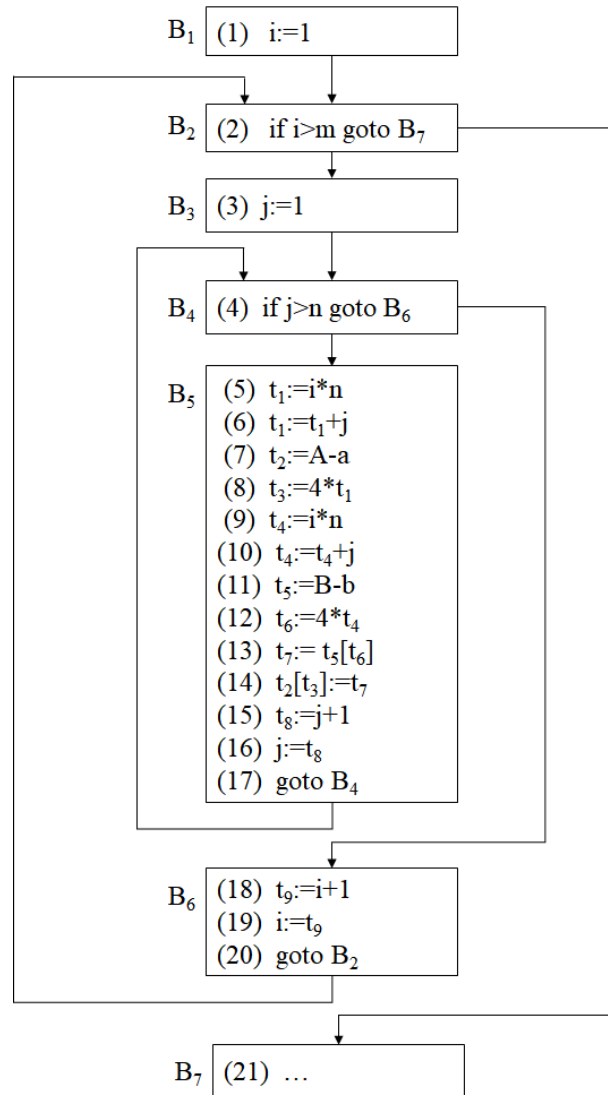 B₁ (1) i:=1
B₂ (2) if i>m goto B₇
B₃ (3) j:=1
B₄ (4) if j>n goto B₆
B₅ (5) t₁:=i*n
(6) t₁:=t₁+j
(7) t₂:=A-a
(8) t₃:=4*t₁
(9) t₄:=i*n
(10) t₄:=t₄+j
(11) t₅:=B-b
(12) t₆:=4*t₄
(13) t₇:= t₅[t₆]
(14) t₂[t₃]:=t₇
(15) t₈:=j+1
(16) j:=t₈
(17) goto B₄
B₆ (18) t₉:=i+1
(19) i:=t₉
(20) goto B₂
B₇ (21) …